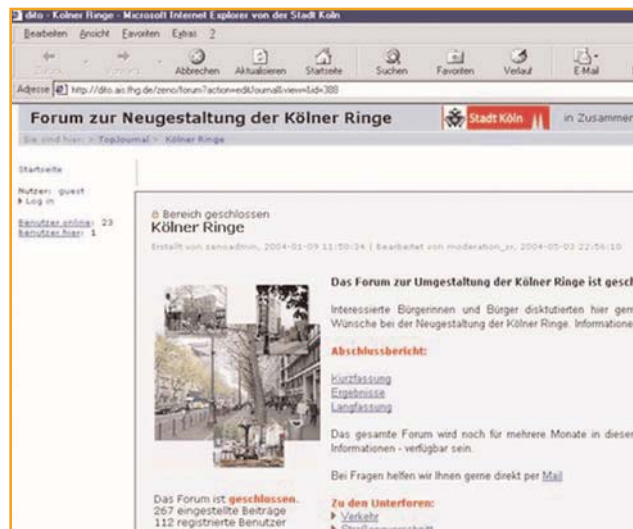 dito - Kölner Ringe - Microsoft Internet Explorer von der Stadt Köln
Bearbeiten Ansicht Favoriten Extras ?
Zurück Abbrechen Aktualisieren Startseite Suchen Favoriten Verlauf E-Mail
Adresse http://dito.ais.fhg.de/zeno/forum?action=editJournal&view=&id=388
Forum zur Neugestaltung der Kölner Ringe Stadt Köln in Zusammen
Sie sind hier: > TopJournal > Kölner Ringe
Startseite
Nutzer: guest
Log in
Benutzer online: 23
benutzer hier: 1
Bereich geschlossen
Kölner Ringe
Erstellt von zenoadmin, 2004-01-09 11:50:34 | Bearbeitet von moderation_zr, 2004-05-03 22:56:10
Das Forum zur Umgestaltung der Kölner Ringe ist gesch
Interessierte Bürgerinnen und Bürger disktutierten hier gem
Wünsche bei der Neugestaltung der Kölner Ringe. Informatione
Abschlussbericht:
Kurzfassung
Ergebnisse
Langfassung
Das gesamte Forum wird noch für mehrere Monate in dieser
Informationen - verfügbar sein.
Bei Fragen helfen wir Ihnen gerne direkt per Mail
Das Forum ist geschlossen.
267 eingestellte Beiträge
112 registrierte Benutzer
Zu den Unterforen:
Verkehr
Straßenquerschnitt